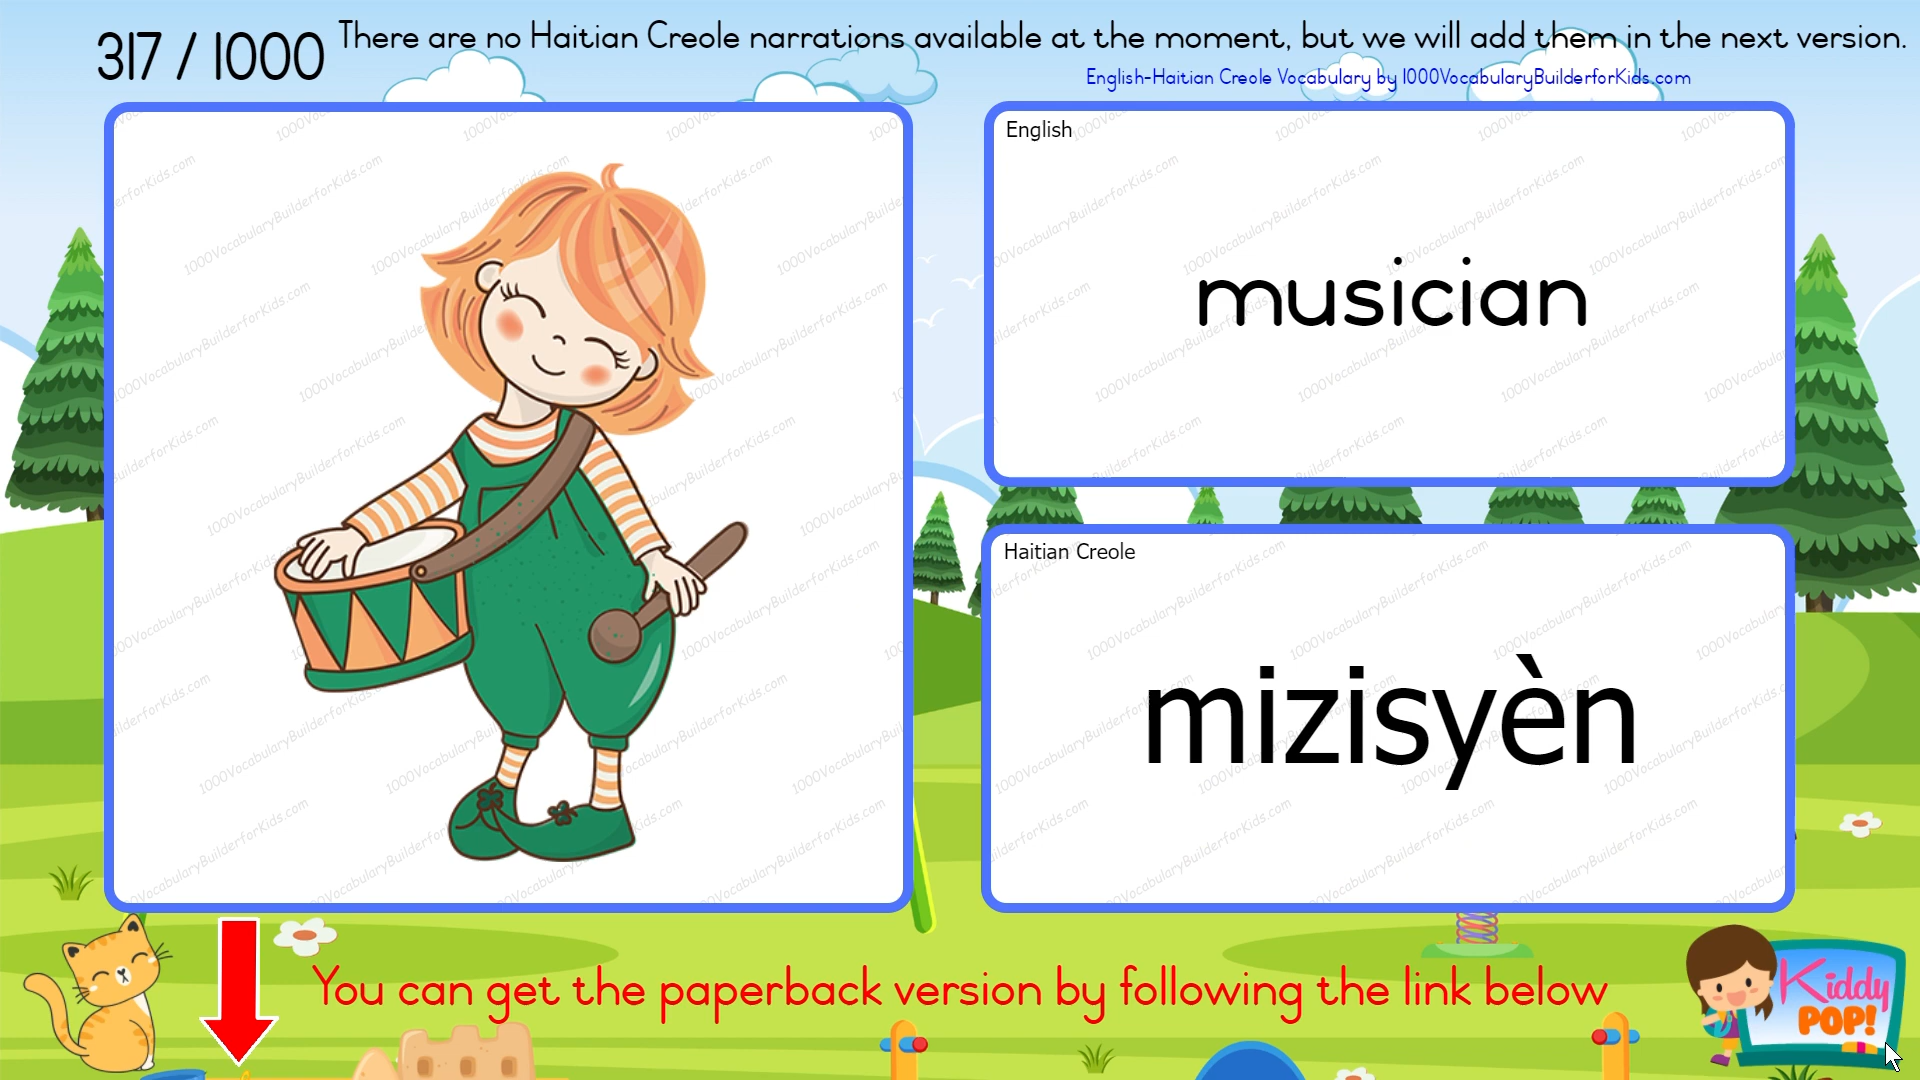 317 / 1000
There are no Haitian Creole narrations available at the moment, but we will add them in the next version.
English-Haitian Creole Vocabulary by 1000VocabularyBuilderforKids.com
English
musician
Haitian Creole
mizisyèn
You can get the paperback version by following the link below
Kiddy
POP!
1000VocabularyBuilderforKids.com